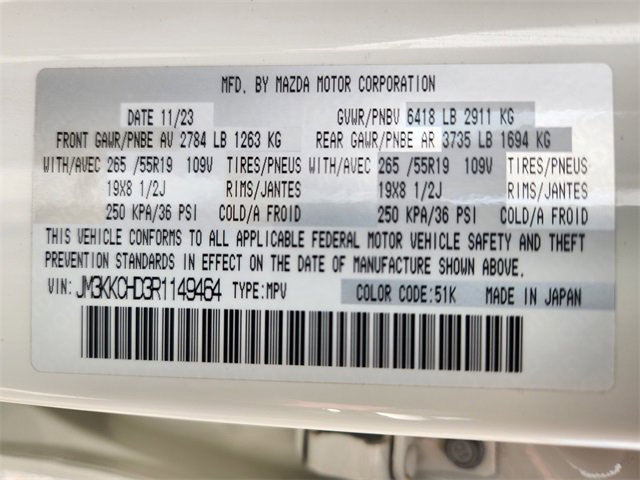 MFD. BY MAZDA MOTOR CORPORATION
DATE 11/23 GVWR/PNBV 6418 LB 2911 KG
FRONT GAWR/PNBE AV 2784 LB 1263 KG REAR GAWR/PNBE AR 3735 LB 1694 KG
WITH/AVEC 265 /55R19 109V TIRES/PNEUS WITH/AVEC 265 /55R19 109V TIRES/PNEUS
19X8 1/2J RIMS/JANTES 19X8 1/2J RIMS/JANTES
250 KPA/36 PSI COLD/A FROID 250 KPA/36 PSI COLD/A FROID
THIS VEHICLE CONFORMS TO ALL APPLICABLE FEDERAL MOTOR VEHICLE SAFETY AND THEFT
PREVENTION STANDARDS IN EFFECT ON THE DATE OF MANUFACTURE SHOWN ABOVE.
VIN: JM3KKCHD3R1149464 TYPE:MPV COLOR CODE:51K MADE IN JAPAN